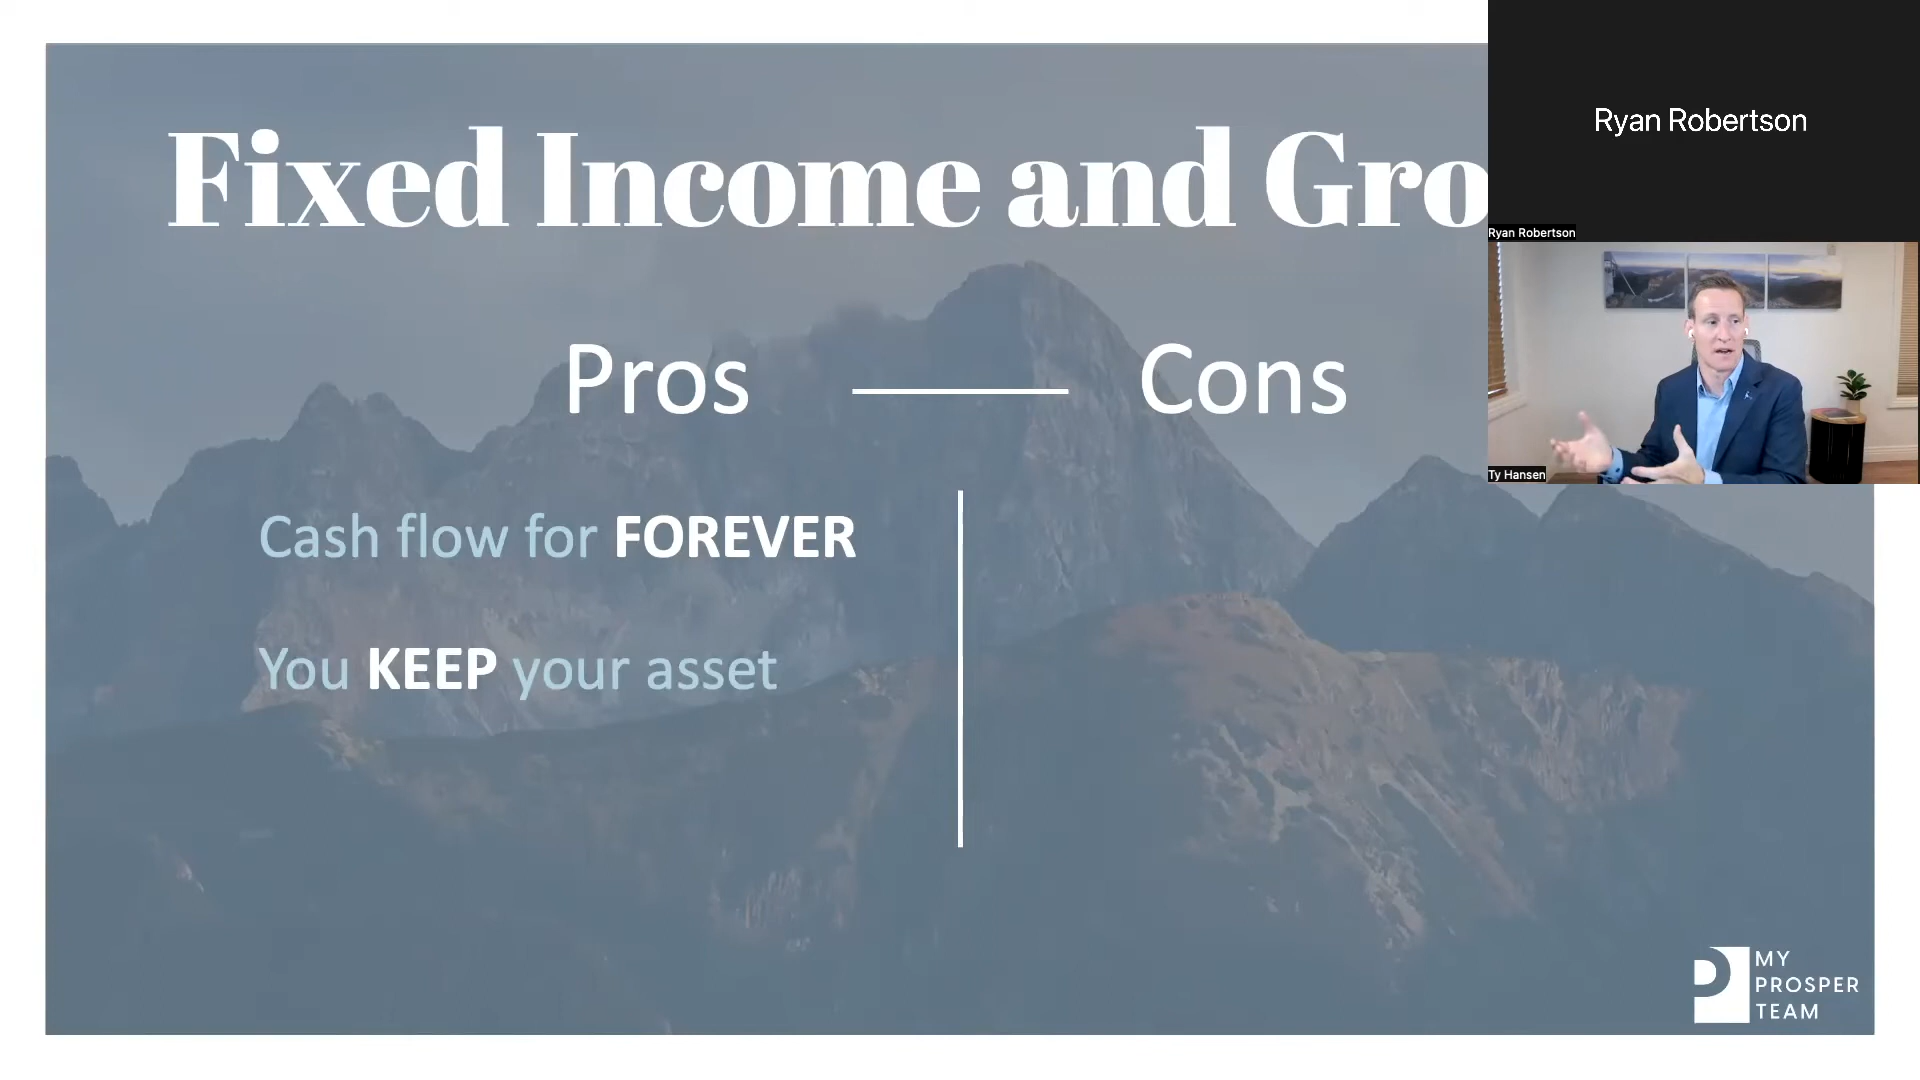 Fixed Income and Gro
Ryan Robertson
Ryan Robertson
Ty Hansen
Pros
Cons
Cash flow for FOREVER
You KEEP your asset
MY
PROSPER
TEAM